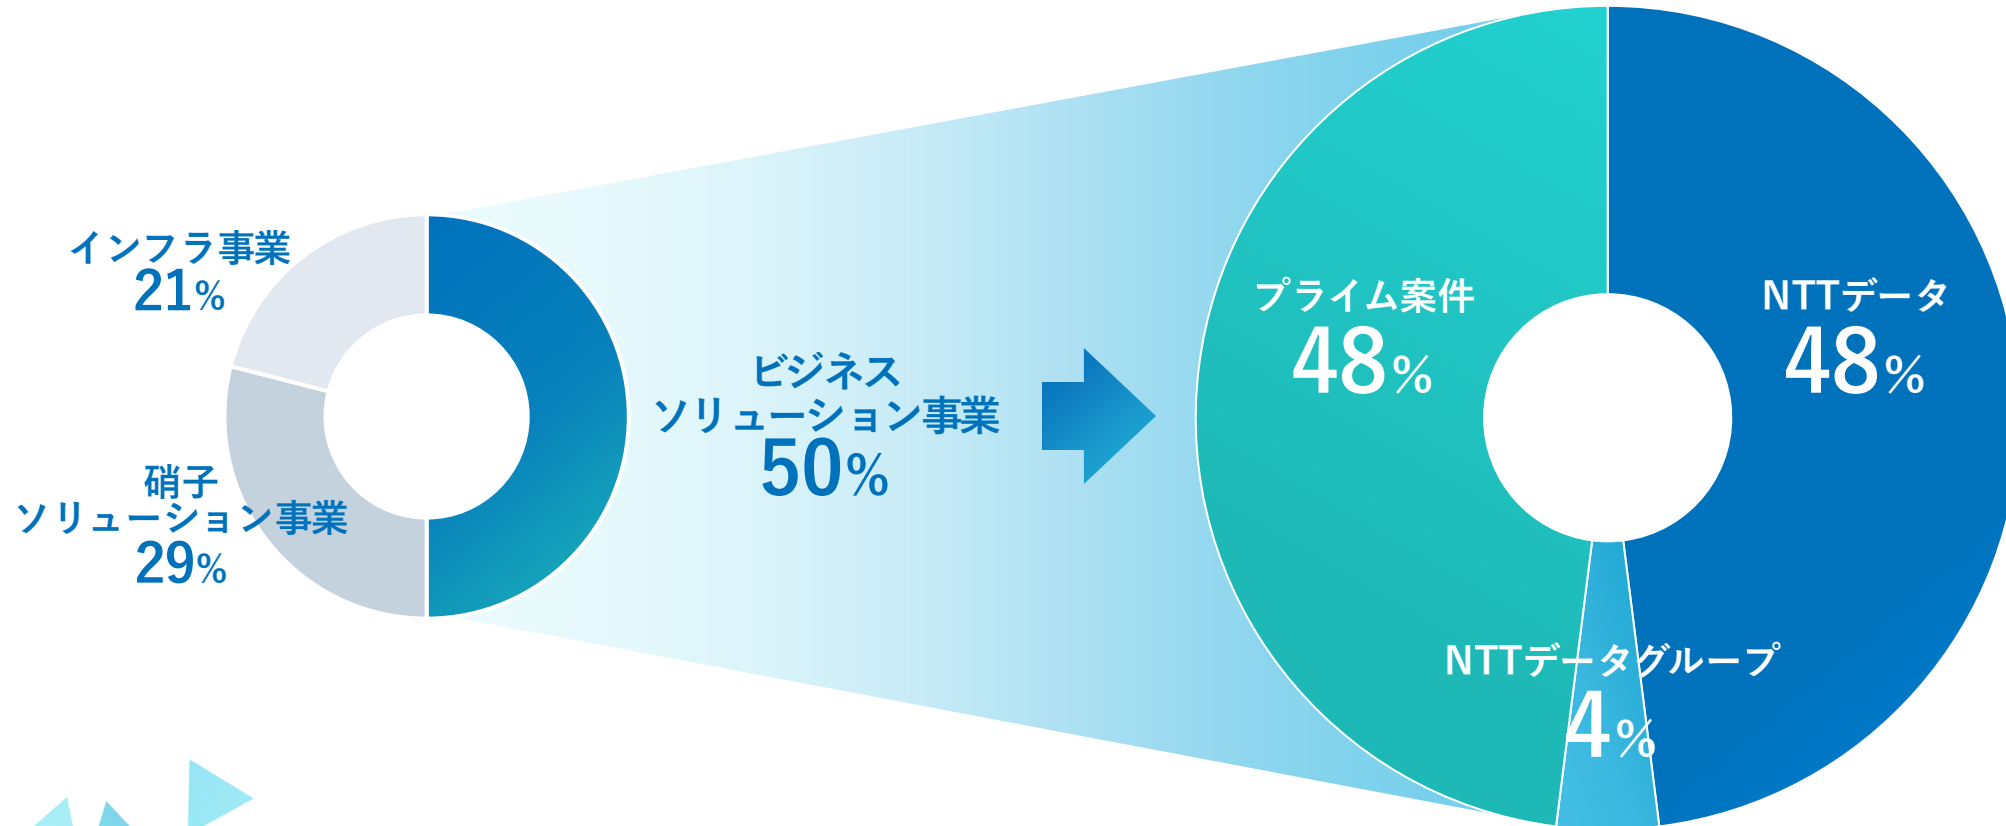 インフラ事業
21%
硝子
ソリューション事業
29%
ビジネス
ソリューション事業
50%
プライム案件
48%
NTTデータ
48%
NTTデータグループ
4%